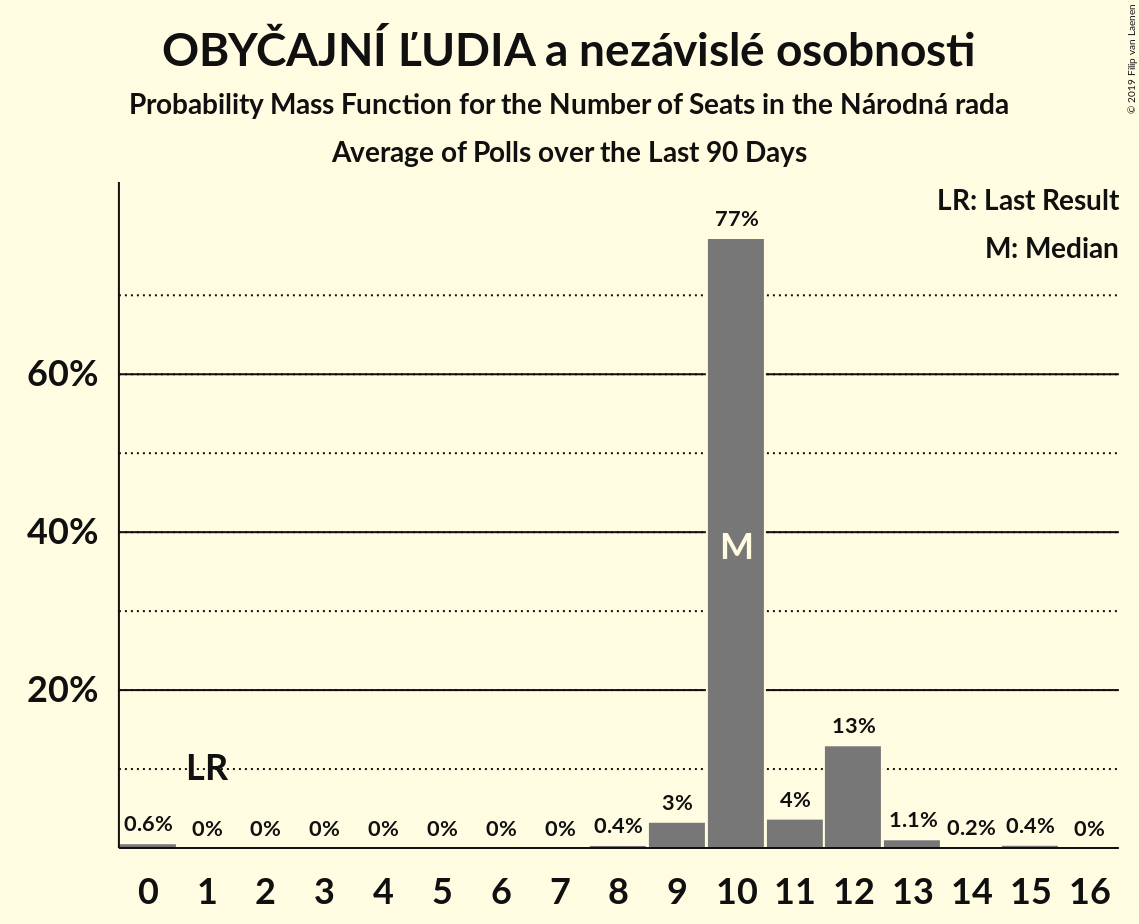 OBYČAJNÍ ĽUDIA a nezávislé osobnosti
Probability Mass Function for the Number of Seats in the Národná rada
Average of Polls over the Last 90 Days
© 2019 Filip van Laenen
LR: Last Result
M: Median
77%
60%
40%
M
20%
13%
LR
0.6% 0% 0% 0% 0% 0% 0% 0% 0.4% 3% 4% 1.1% 0.2% 0.4% 0%
0 1 2 3 4 5 6 7 8 9 10 11 12 13 14 15 16